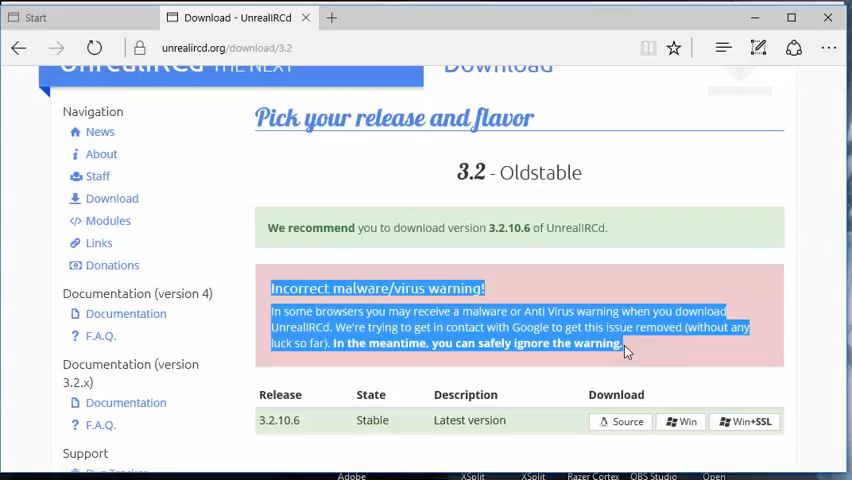 Start
Download - UnrealIRCd
unrealircd.org/download/3.2
UnrealIRCd THE NEXT
Download
Navigation
News
About
Staff
Download
Modules
Links
Donations
Documentation (version 4)
Documentation
F.A.Q.
Documentation (version
3.2.x)
Documentation
F.A.Q.
Support
Bug Tracker
Pick your release and flavor
3.2 - Oldstable
We recommend you to download version 3.2.10.6 of UnrealIRCd.
Incorrect malware/virus warning!
In some browsers you may receive a malware or Anti Virus warning when you download
UnrealIRCd. We're trying to get in contact with Google to get this issue removed (without any
luck so far). In the meantime, you can safely ignore the warning.
Release State Description Download
3.2.10.6 Stable Latest version Source Win Win+SSL
Adobe XSplit XSplit Razer Cortex OBS Studio Open